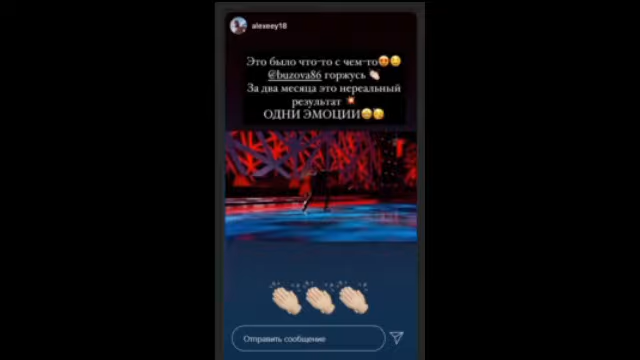 alexeey18
Это было что-то с чем-то😍😉
@buzova86 горжусь 👏🏻
За два месяца это нереальный
результат 💥
ОДНИ ЭМОЦИИ🤩😚
Отправить сообщение